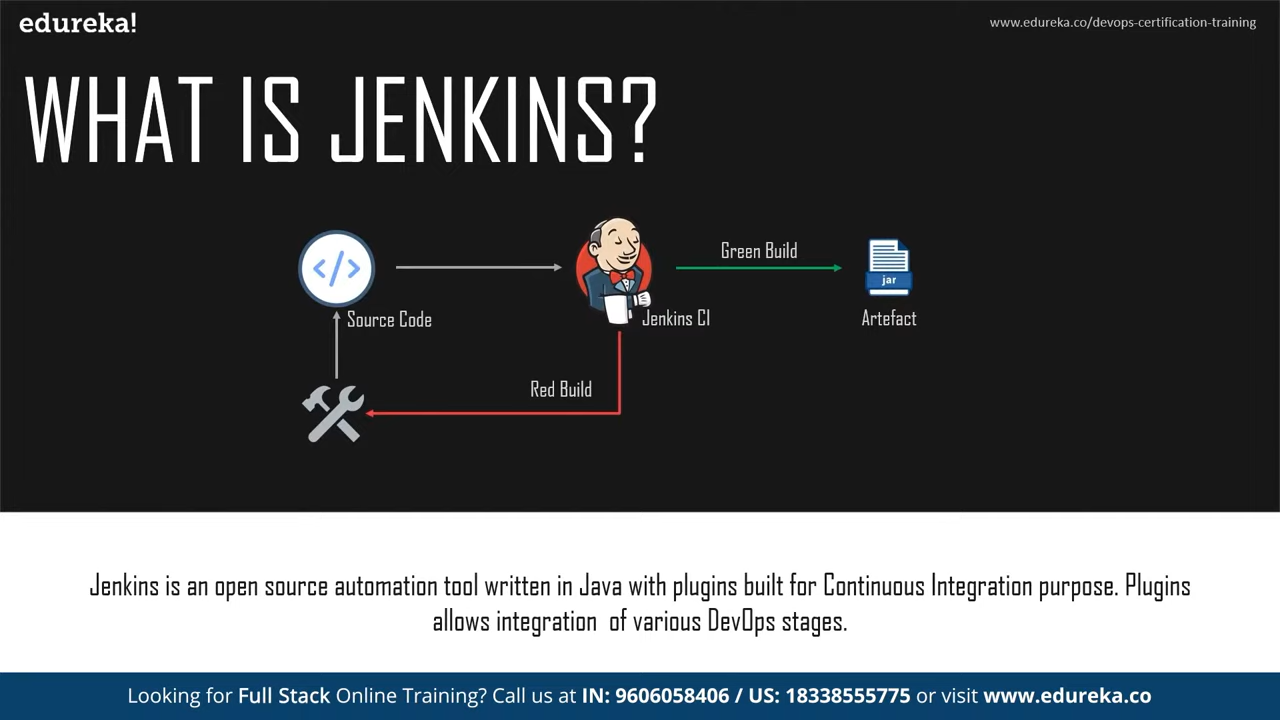 edureka!
www.edureka.co/devops-certification-training
WHAT IS JENKINS?
Green Build
jar
Source Code
Jenkins CI
Artefact
Red Build
Jenkins is an open source automation tool written in Java with plugins built for Continuous Integration purpose. Plugins
allows integration of various DevOps stages.
Looking for Full Stack Online Training? Call us at IN: 9606058406 / US: 18338555775 or visit www.edureka.co